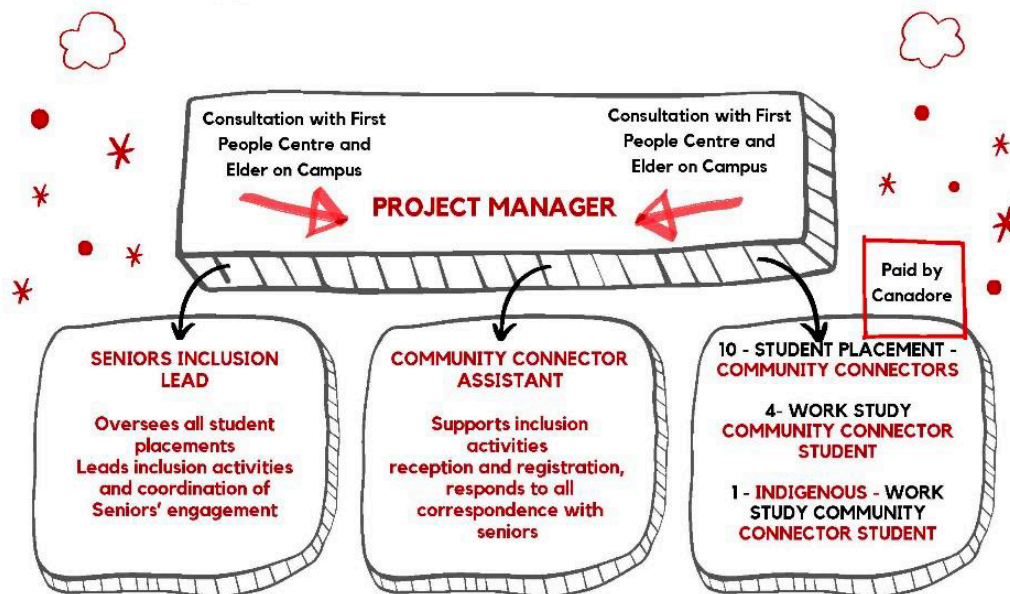 Consultation with First
People Centre and
Elder on Campus
Consultation with First
People Centre and
Elder on Campus
PROJECT MANAGER
Paid by
Canadore
SENIORS INCLUSION
LEAD
Oversees all student
placements
Leads inclusion activities
and coordination of
Seniors' engagement
COMMUNITY CONNECTOR
ASSISTANT
Supports inclusion
activities
reception and registration,
responds to all
correspondence with
seniors
10 - STUDENT PLACEMENT -
COMMUNITY CONNECTORS
4- WORK STUDY
COMMUNITY CONNECTOR
STUDENT
1 - INDIGENOUS - WORK
STUDY COMMUNITY
CONNECTOR STUDENT